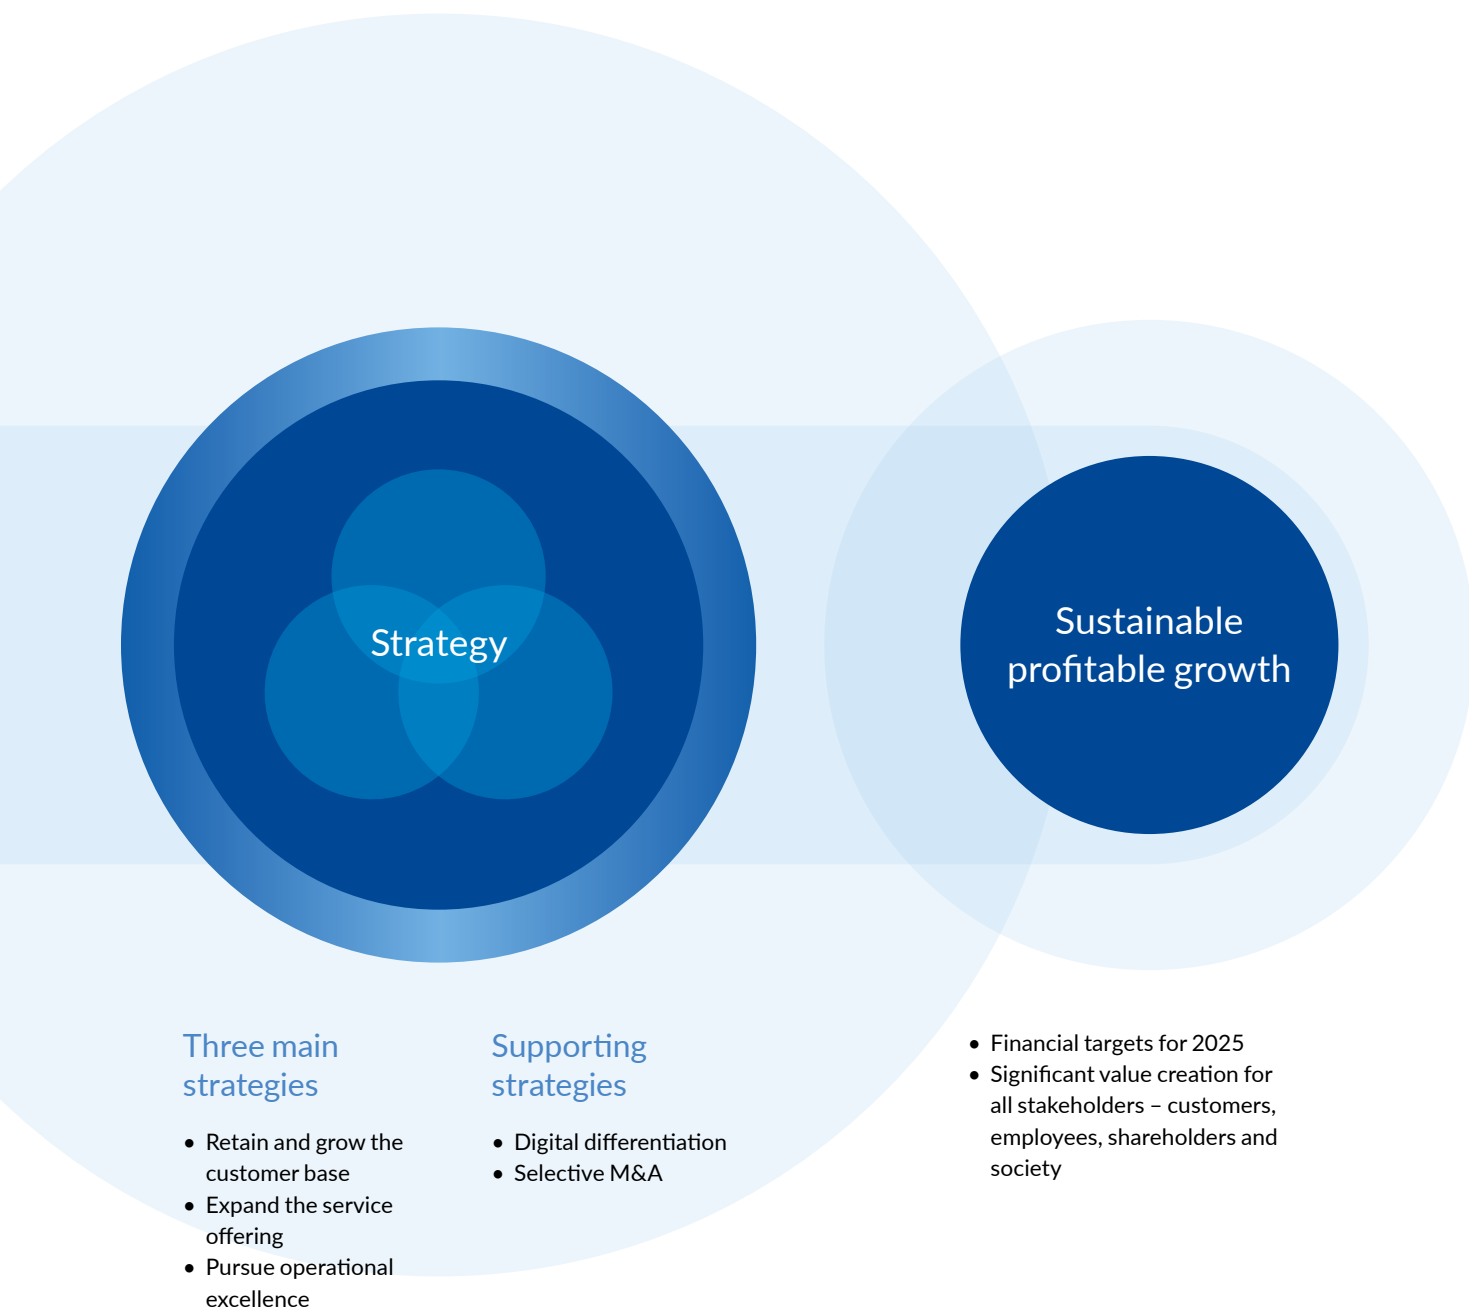 Strategy
Sustainable
profitable growth
Three main
strategies
• Retain and grow the
customer base
• Expand the service
offering
• Pursue operational
excellence
Supporting
strategies
• Digital differentiation
• Selective M&A
• Financial targets for 2025
• Significant value creation for
all stakeholders – customers,
employees, shareholders and
society